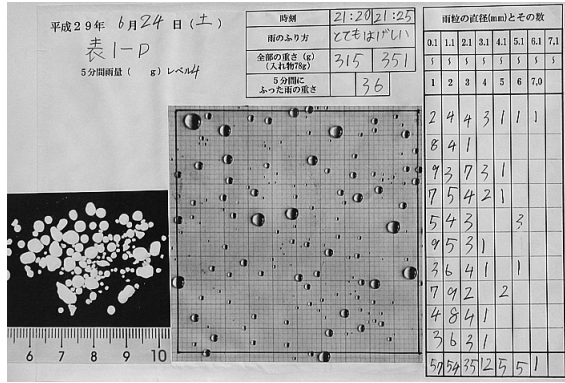 平成29年 6月24日（土）
表1-P
5分間雨量（　　g）レベル4
時刻 21:20 21:25
雨のふり方 とてもはげしい
全部の重さ（g）
（入れ物78g） 315 351
5分間に
ふった雨の重さ 36
雨粒の直径(mm)とその数
0.1 1.1 2.1 3.1 4.1 5.1 6.1 7.1
~ ~ ~ ~ ~ ~ ~ ~
1 2 3 4 5 6 7.0
2 4 4 3 1 1 1
8 4 1
9 3 7 3 1
7 5 4 2 1
5 4 3 3
9 5 3 1
3 6 4 1 1
7 9 2 2
4 8 4 1
3 6 3 1
57 54 35 12 5 5 1
6 7 8 9 10